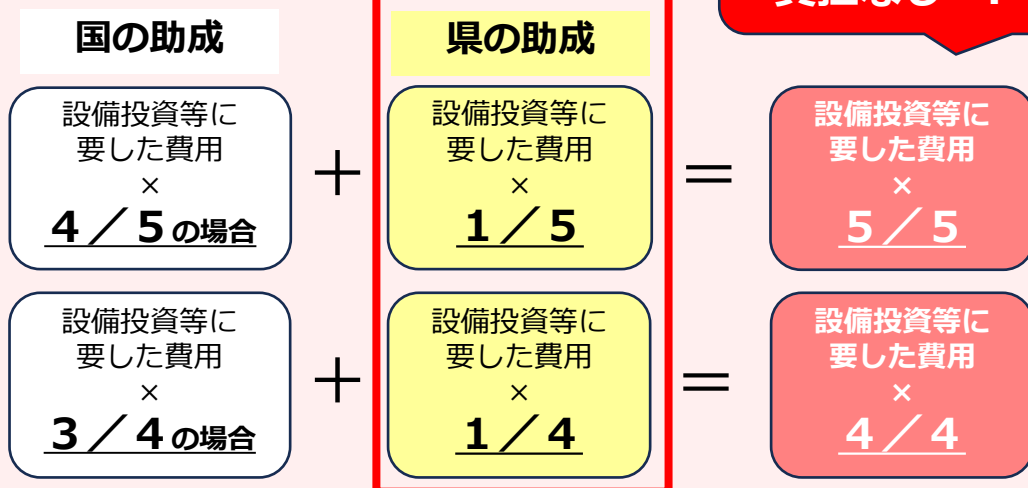 国の助成
県の助成
設備投資等に
要した費用
×
4／5の場合
＋
設備投資等に
要した費用
×
1／5
＝
設備投資等に
要した費用
×
5／5
設備投資等に
要した費用
×
3／4の場合
＋
設備投資等に
要した費用
×
1／4
＝
設備投資等に
要した費用
×
4／4